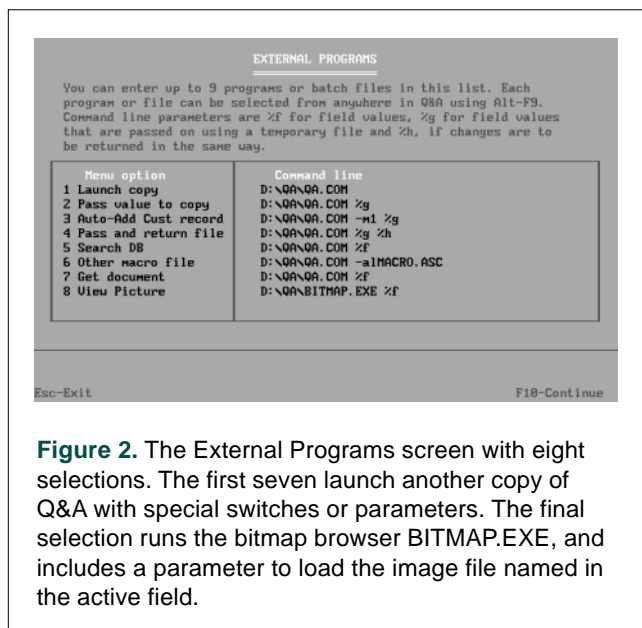 EXTERNAL PROGRAMS
You can enter up to 9 programs or batch files in this list. Each
program or file can be selected from anywhere in Q&A using Alt-F9.
Command line parameters are %f for field values, %g for field values
that are passed on using a temporary file and %h, if changes are to
be returned in the same way.
Menu option Command line
1 Launch copy D:\QA\QA.COM
2 Pass value to copy D:\QA\QA.COM %g
3 Auto-Add Cust record D:\QA\QA.COM -m1 %g
4 Pass and return file D:\QA\QA.COM %g %h
5 Search DB D:\QA\QA.COM %f
6 Other macro file D:\QA\QA.COM -alMACRO.ASC
7 Get document D:\QA\QA.COM %f
8 View Picture D:\QA\BITMAP.EXE %f
Esc-Exit F10-Continue
Figure 2. The External Programs screen with eight
selections. The first seven launch another copy of
Q&A with special switches or parameters. The final
selection runs the bitmap browser BITMAP.EXE, and
includes a parameter to load the image file named in
the active field.